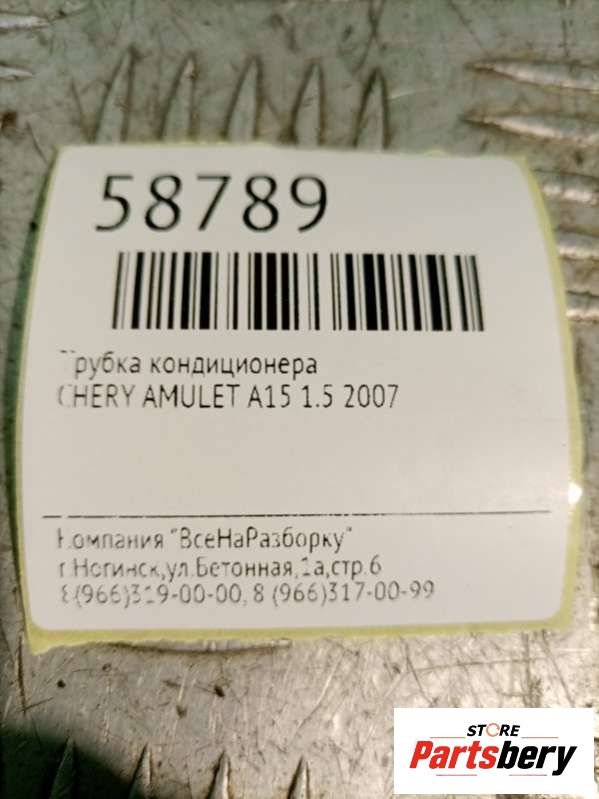 58789
Трубка кондиционера
CHERY AMULET A15 1.5 2007
Компания "ВсеНаРазборку"
г.Ногинск,ул.Бетонная,1а,стр.6
8(966)319-00-00, 8 (966)317-00-99
STORE
Partsbery